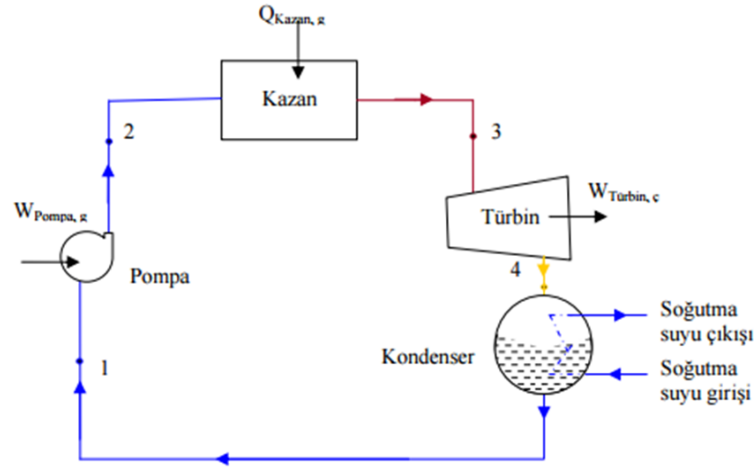 QKazan, g
Kazan
2
3
WPompa, g
Türbin
WTürbin, ç
4
Pompa
Soğutma
suyu çıkışı
Kondenser
Soğutma
suyu girişi
1